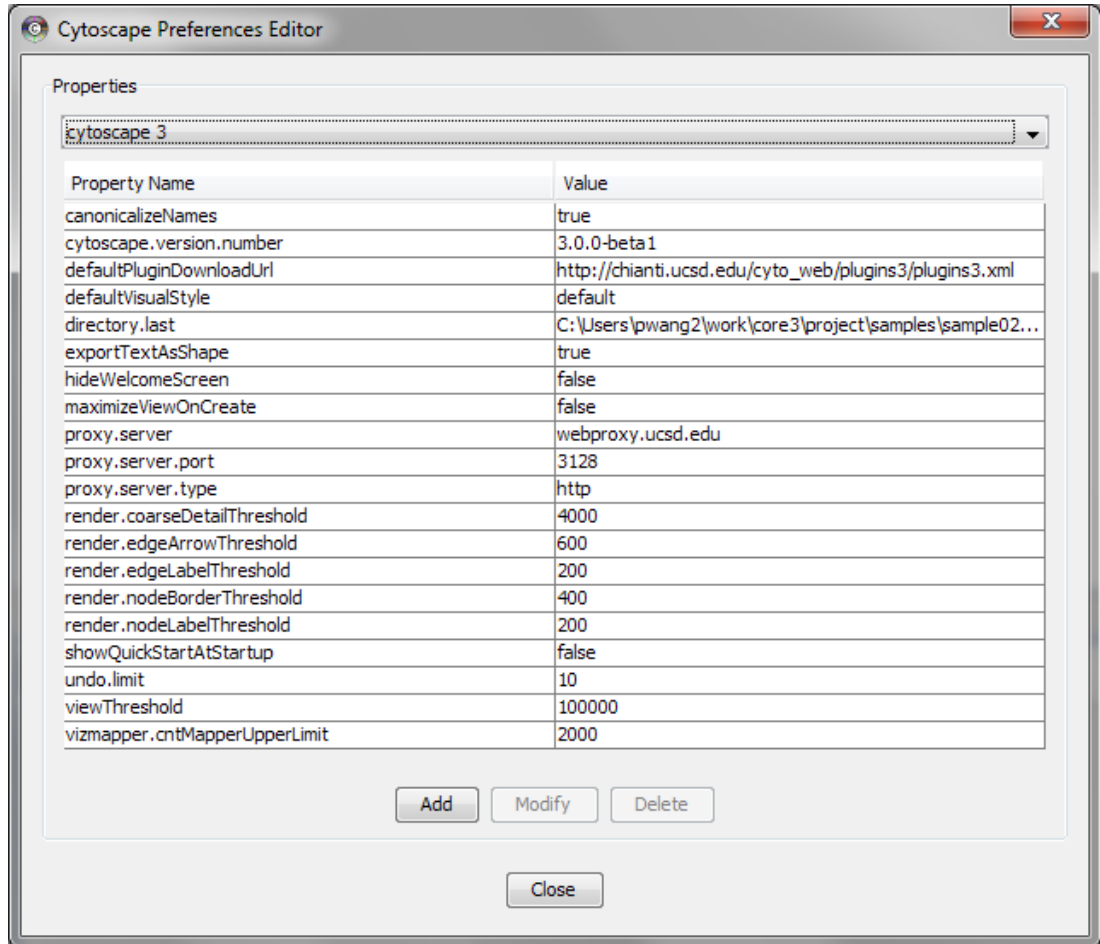 Cytoscape Preferences Editor
Properties
cytoscape 3
Property Name Value
canonicalizeNames true
cytoscape.version.number 3.0.0-beta1
defaultPluginDownloadUrl http://chianti.ucsd.edu/cyto_web/plugins3/plugins3.xml
defaultVisualStyle default
directory.last C:\Users\pwang2\work\core3\project\samples\sample02...
exportTextAsShape true
hideWelcomeScreen false
maximizeViewOnCreate false
proxy.server webproxy.ucsd.edu
proxy.server.port 3128
proxy.server.type http
render.coarseDetailThreshold 4000
render.edgeArrowThreshold 600
render.edgeLabelThreshold 200
render.nodeBorderThreshold 400
render.nodeLabelThreshold 200
showQuickStartAtStartup false
undo.limit 10
viewThreshold 100000
vizmapper.cntMapperUpperLimit 2000
Add Modify Delete
Close